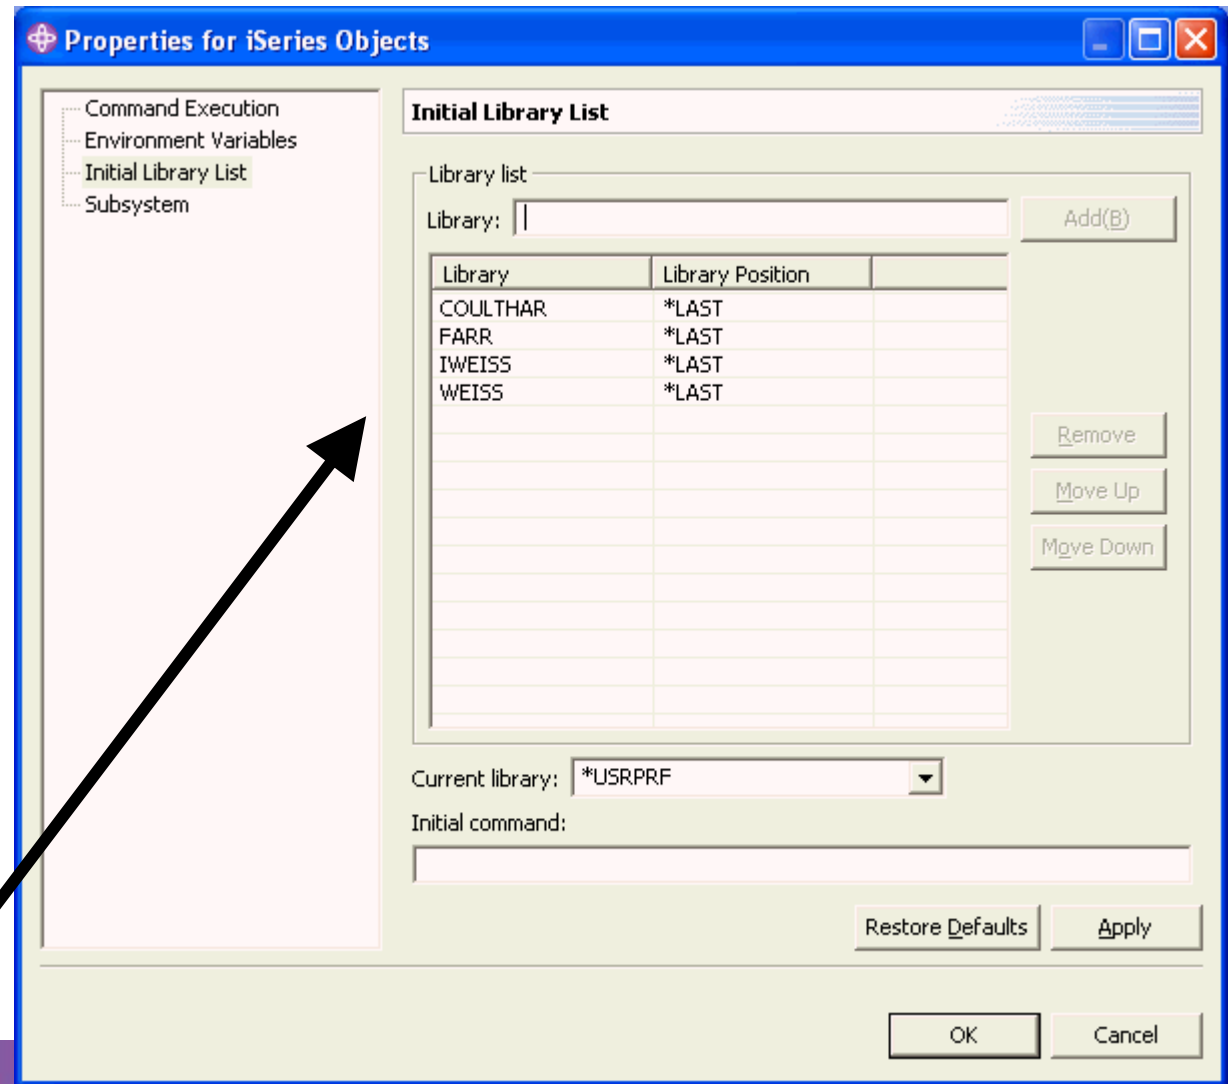 Properties for iSeries Objects
Command Execution
Environment Variables
Initial Library List
Subsystem
Initial Library List
Library list
Library:
Add(B)
Library Library Position
COULTHAR *LAST
FARR *LAST
IWEISS *LAST
WEISS *LAST
Remove
Move Up
Move Down
Current library: *USRPRF
Initial command:
Restore Defaults Apply
OK Cancel